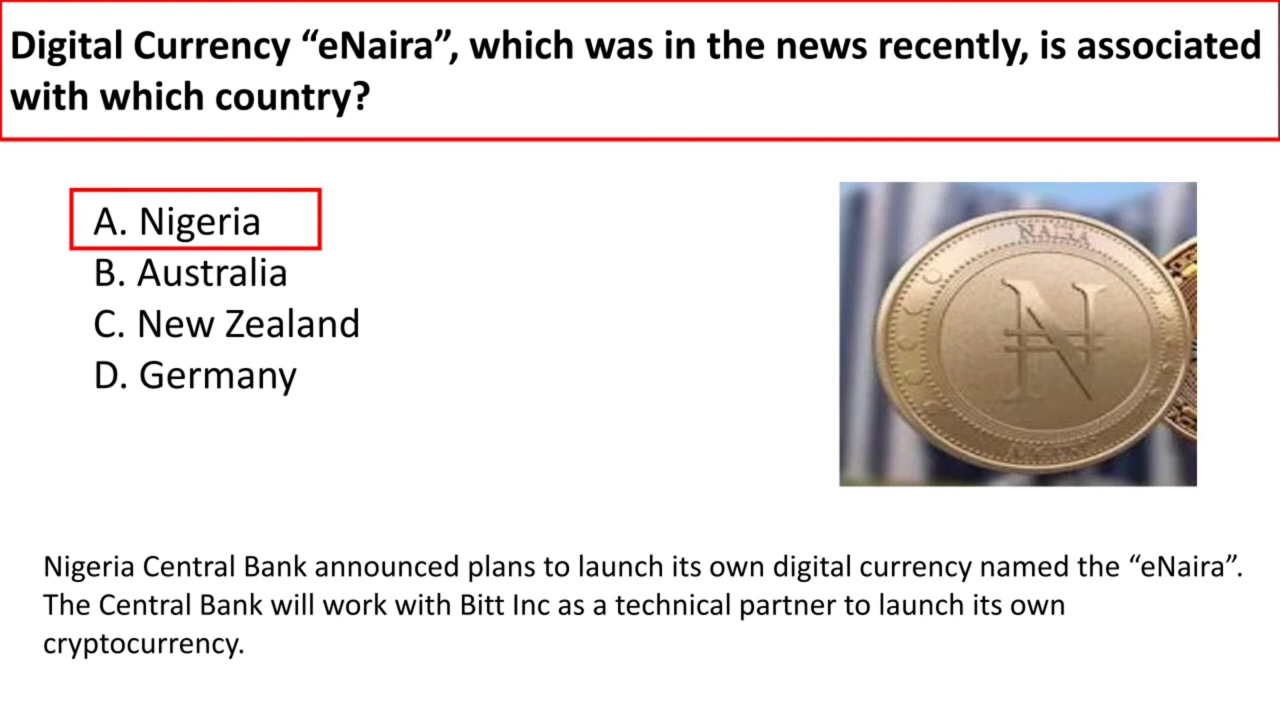 Digital Currency “eNaira”, which was in the news recently, is associated
with which country?
A. Nigeria
B. Australia
C. New Zealand
D. Germany
NAIRA
N
Nigeria Central Bank announced plans to launch its own digital currency named the “eNaira”.
The Central Bank will work with Bitt Inc as a technical partner to launch its own
cryptocurrency.